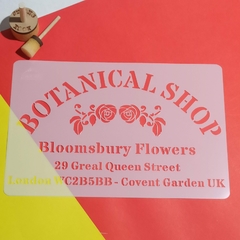 BOTANICAL SHOP
Bloomsbury Flowers
29 Greal Queen Street
London WC2B5BB - Covent Garden UK